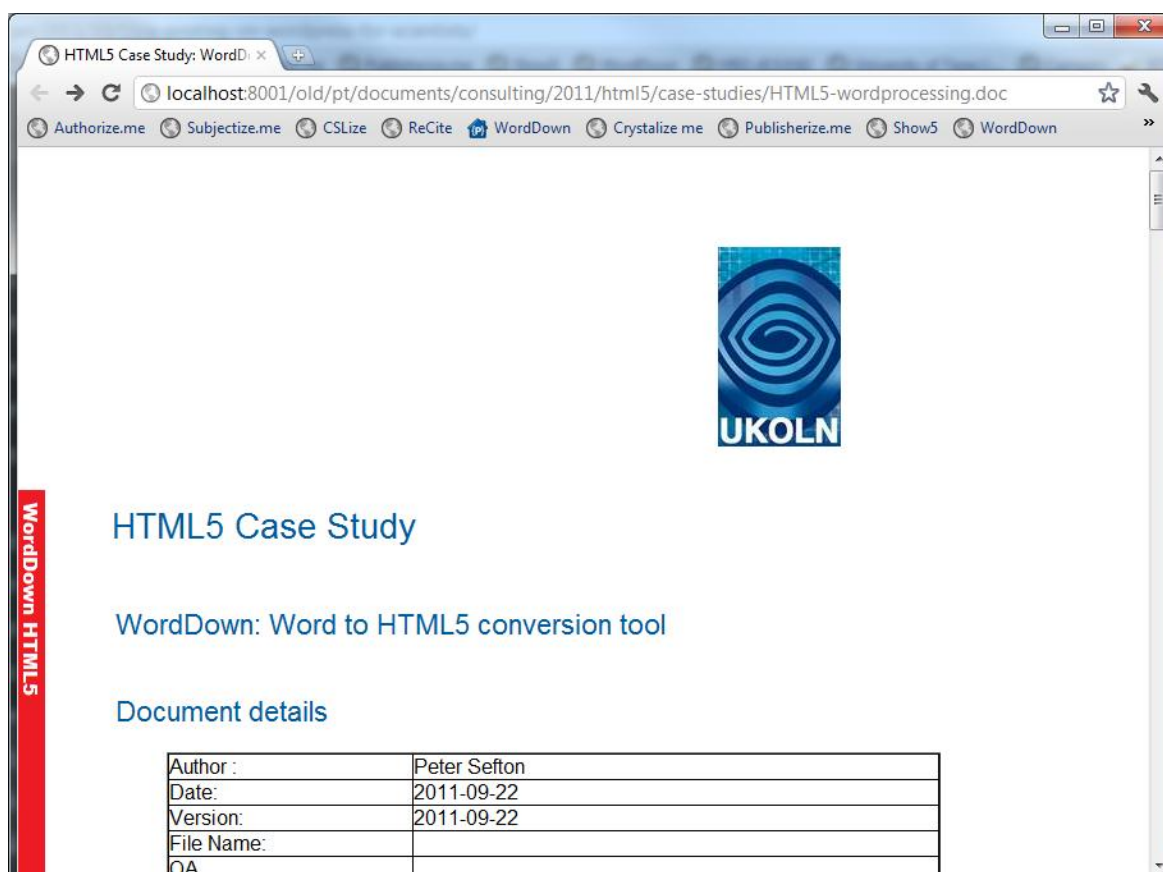 HTML5 Case Study: WordD
localhost:8001/old/pt/documents/consulting/2011/html5/case-studies/HTML5-wordprocessing.doc
Authorize.me Subjectize.me CSLize ReCite WordDown Crystalize me Publisherize.me Show5 WordDown »
UKOLN
WordDown HTML5
HTML5 Case Study
WordDown: Word to HTML5 conversion tool
Document details
Author : Peter Sefton
Date: 2011-09-22
Version: 2011-09-22
File Name:
QA